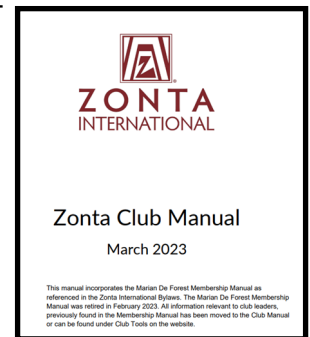 ZONTA
INTERNATIONAL
Zonta Club Manual
March 2023
This manual incorporates the Marian De Forest Membership Manual as
referenced in the Zonta International Bylaws. The Marian De Forest Membership
Manual was retired in February 2023. All information relevant to club leaders,
previously found in the Membership Manual has been moved to the Club Manual
or can be found under Club Tools on the website.